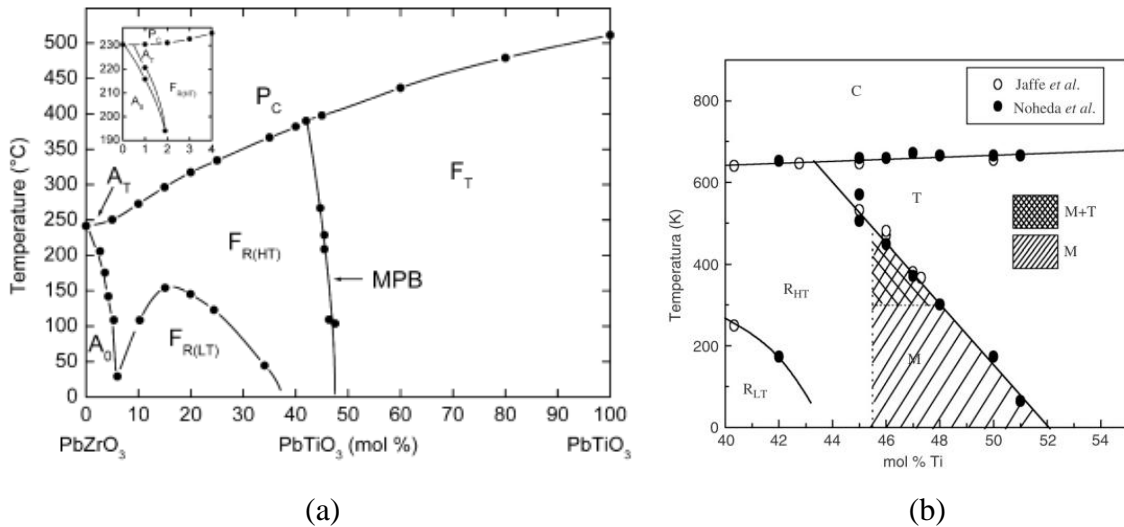 500
450
400
350
300
250
200
150
100
50
0
Temperature (°C)
230
220
210
200
190
0 1 2 3 4
P_C
A_T
A_0
F_R(HT)
P_C
A_T
F_T
F_R(HT)
MPB
A_0
F_R(LT)
0 10 20 30 40 50 60 70 80 90 100
PbZrO3 PbTiO3 (mol %) PbTiO3
(a)
800
600
400
200
0
Temperatura (K)
C
Jaffe et al.
Noheda et al.
T
M+T
M
R_HT
M
R_LT
40 42 44 46 48 50 52 54
mol % Ti
(b)